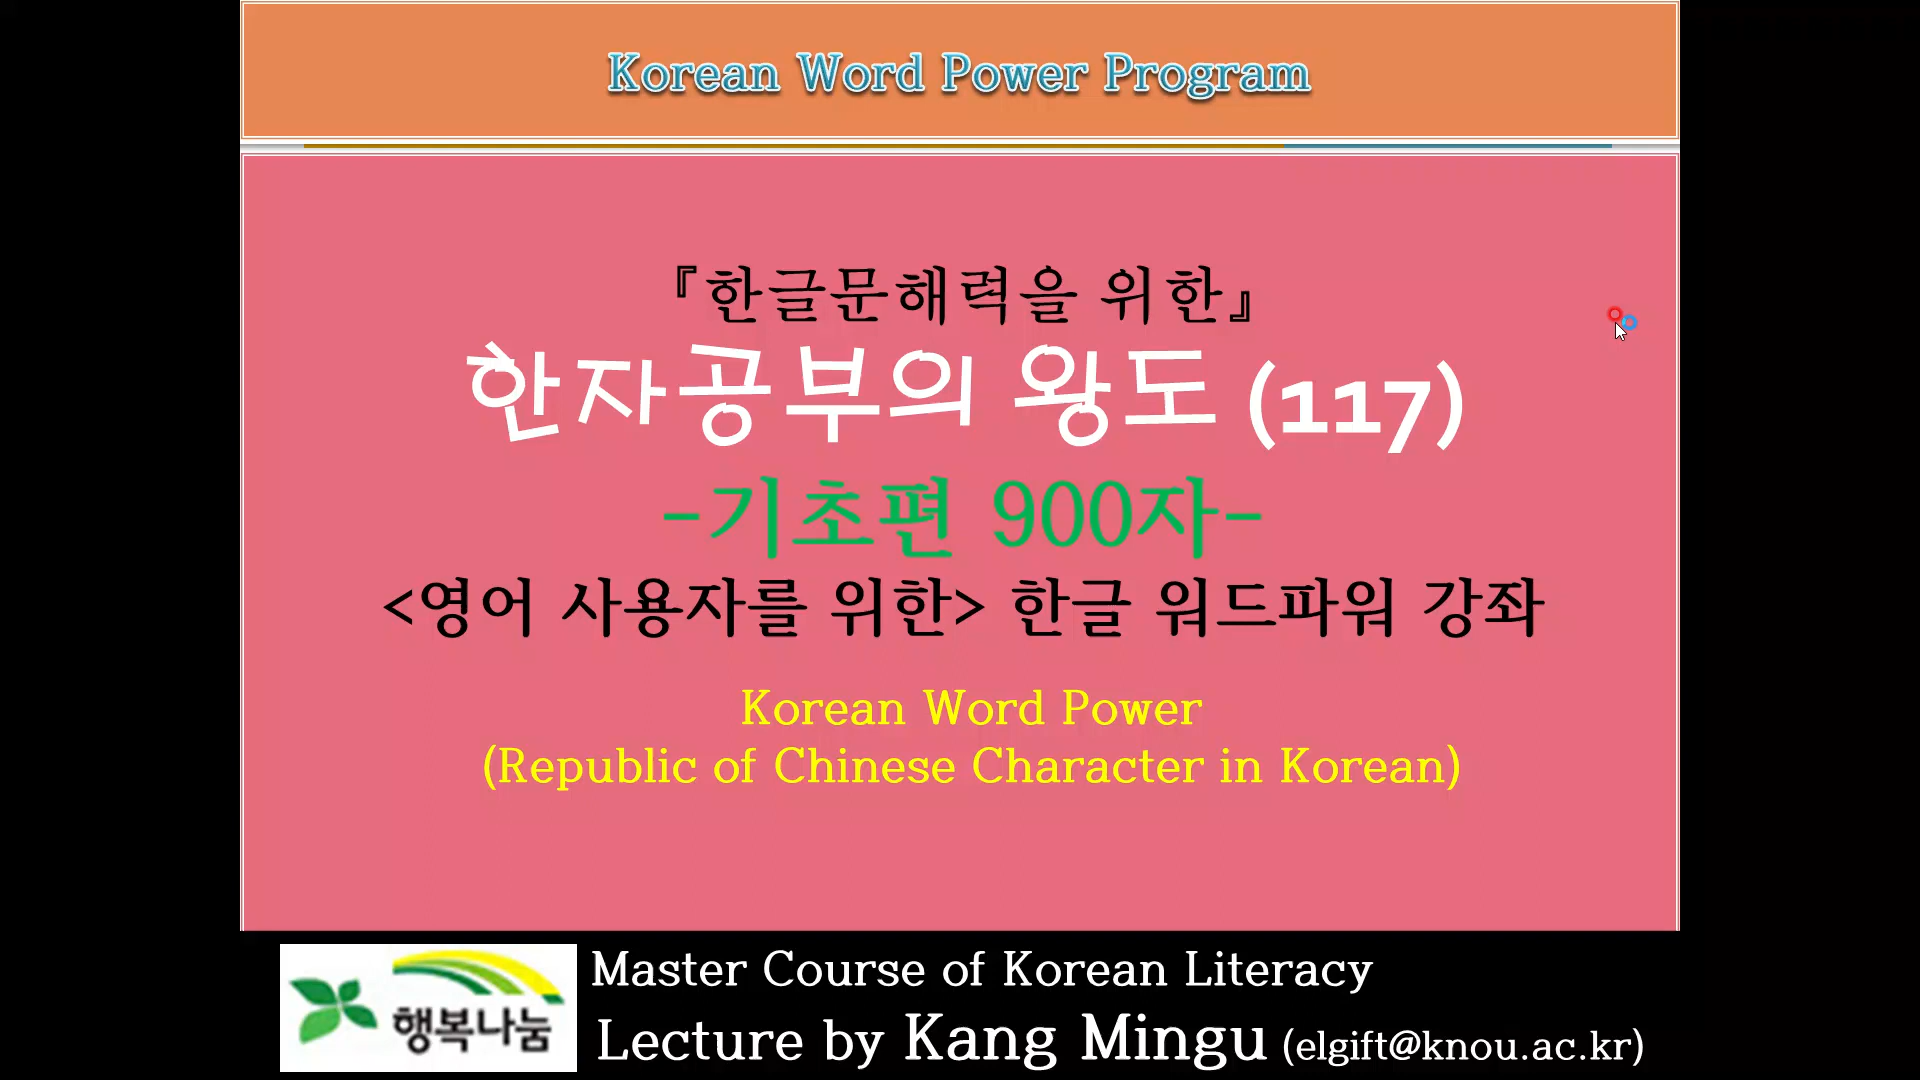 Korean Word Power Program
『한글문해력을 위한』
한자공부의 왕도 (117)
-기초편 900자-
<영어 사용자를 위한> 한글 워드파워 강좌
Korean Word Power
(Republic of Chinese Character in Korean)
행복나눔
Master Course of Korean Literacy
Lecture by Kang Mingu (elgift@knou.ac.kr)